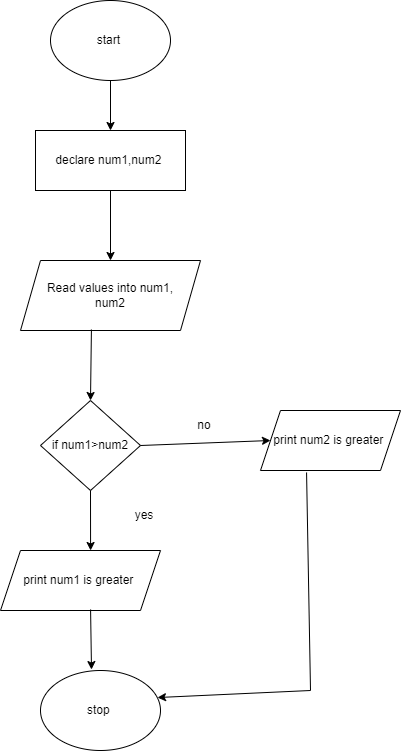 start
declare num1,num2
Read values into num1,
num2
if num1>num2
no
print num2 is greater
yes
print num1 is greater
stop